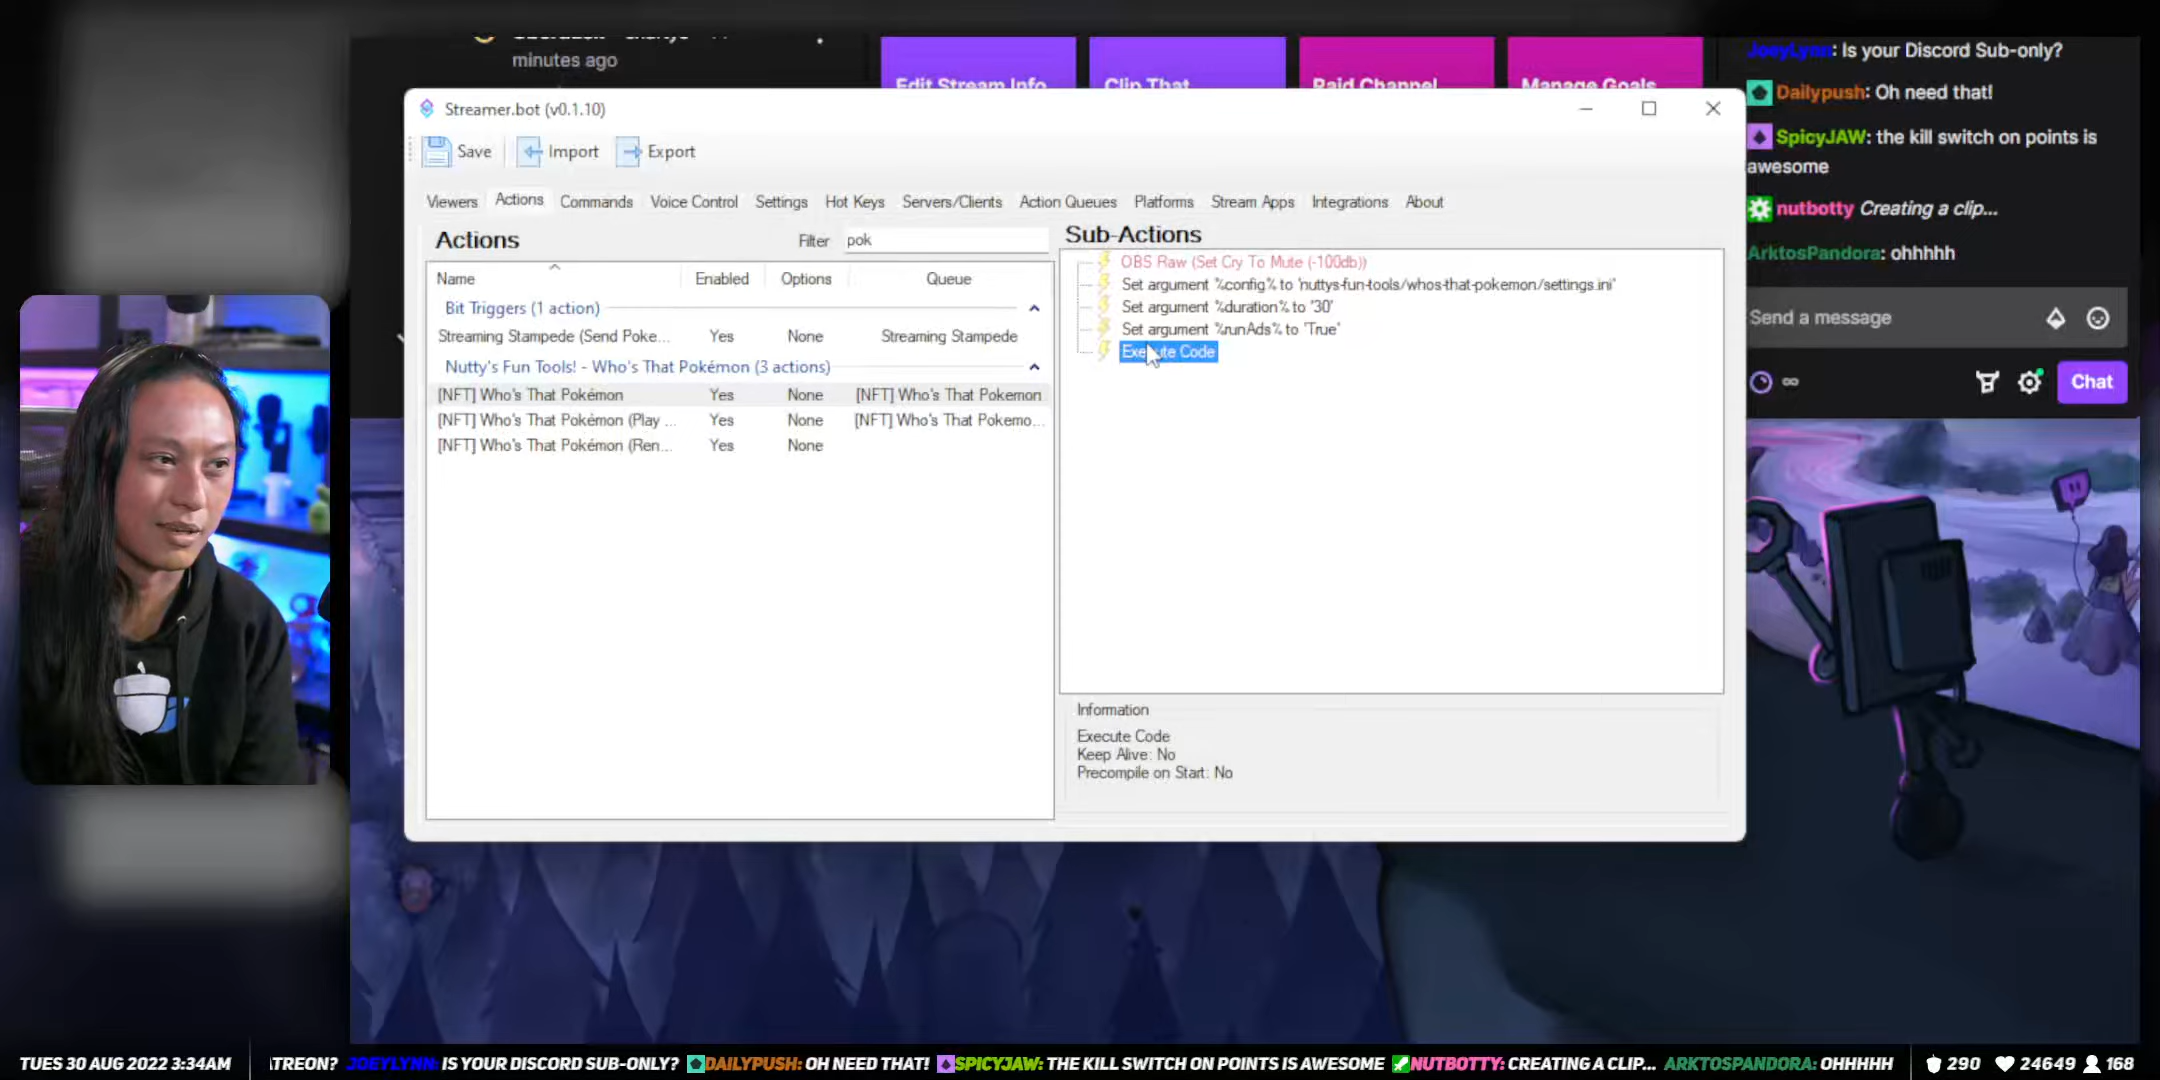 minutes ago
Edit Stream Info
Clip That
Raid Channel
Manage Goals
JoeyLynn: Is your Discord Sub-only?
Dailypush: Oh need that!
SpicyJAW: the kill switch on points is
awesome
nutbotty Creating a clip...
ArktosPandora: ohhhhh
Send a message
Chat
Streamer.bot (v0.1.10)
Save
Import
Export
Viewers
Actions
Commands
Voice Control
Settings
Hot Keys
Servers/Clients
Action Queues
Platforms
Stream Apps
Integrations
About
Actions
Filter
pok
Name
Enabled
Options
Queue
Bit Triggers (1 action)
Streaming Stampede (Send Poke... Yes None Streaming Stampede
Nutty's Fun Tools! - Who's That Pokémon (3 actions)
[NFT] Who's That Pokémon Yes None [NFT] Who's That Pokemon
[NFT] Who's That Pokémon (Play ... Yes None [NFT] Who's That Pokemo...
[NFT] Who's That Pokémon (Ren... Yes None
Sub-Actions
OBS Raw (Set Cry To Mute (-100db))
Set argument %config% to 'nuttys-fun-tools/whos-that-pokemon/settings.ini'
Set argument %duration% to '30'
Set argument %runAds% to 'True'
Execute Code
Information
Execute Code
Keep Alive: No
Precompile on Start: No
TUES 30 AUG 2022 3:34AM
ATREON? JOEYLYNN: IS YOUR DISCORD SUB-ONLY? DAILYPUSH: OH NEED THAT! SPICYJAW: THE KILL SWITCH ON POINTS IS AWESOME NUTBOTTY: CREATING A CLIP... ARKTOSPANDORA: OHHHHH
290 24649 168